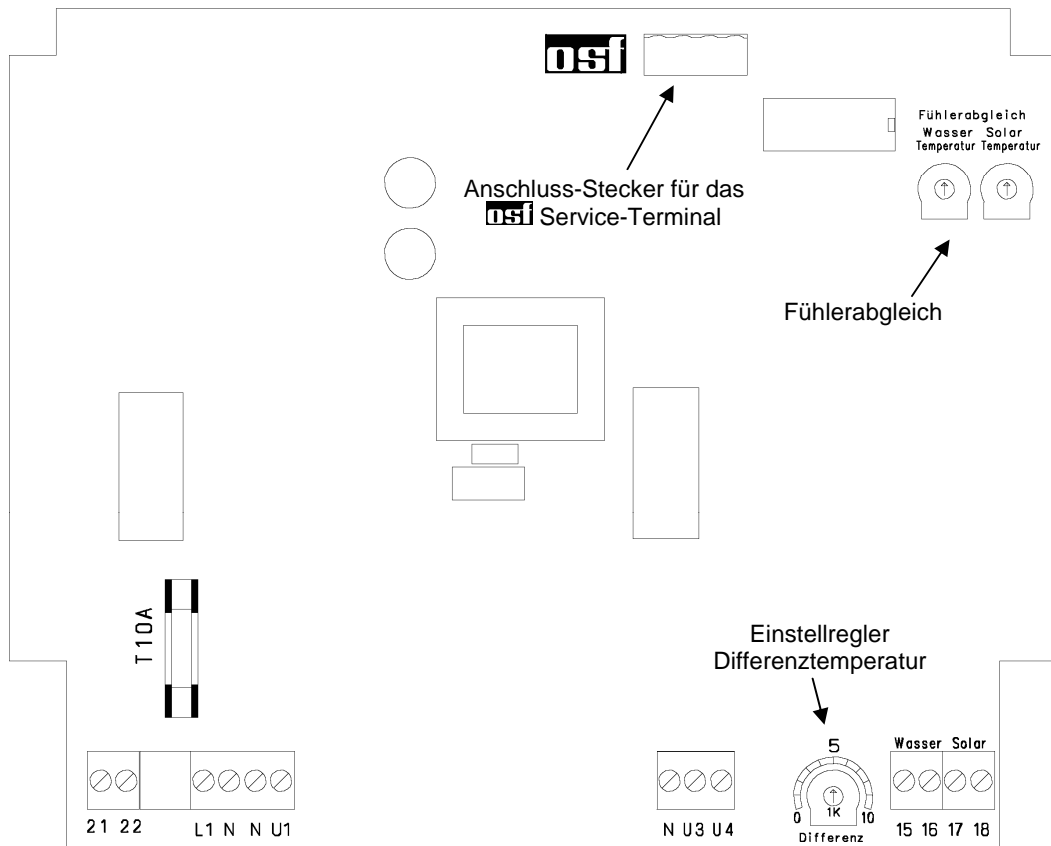 osf
Fühlerabgleich
Wasser Solar
Temperatur Temperatur
Anschluss-Stecker für das
osf Service-Terminal
Fühlerabgleich
T10A
Einstellregler
Differenztemperatur
5
Wasser Solar
1K
0 10
21 22 L1 N N U1 N U3 U4 15 16 17 18
Differenz